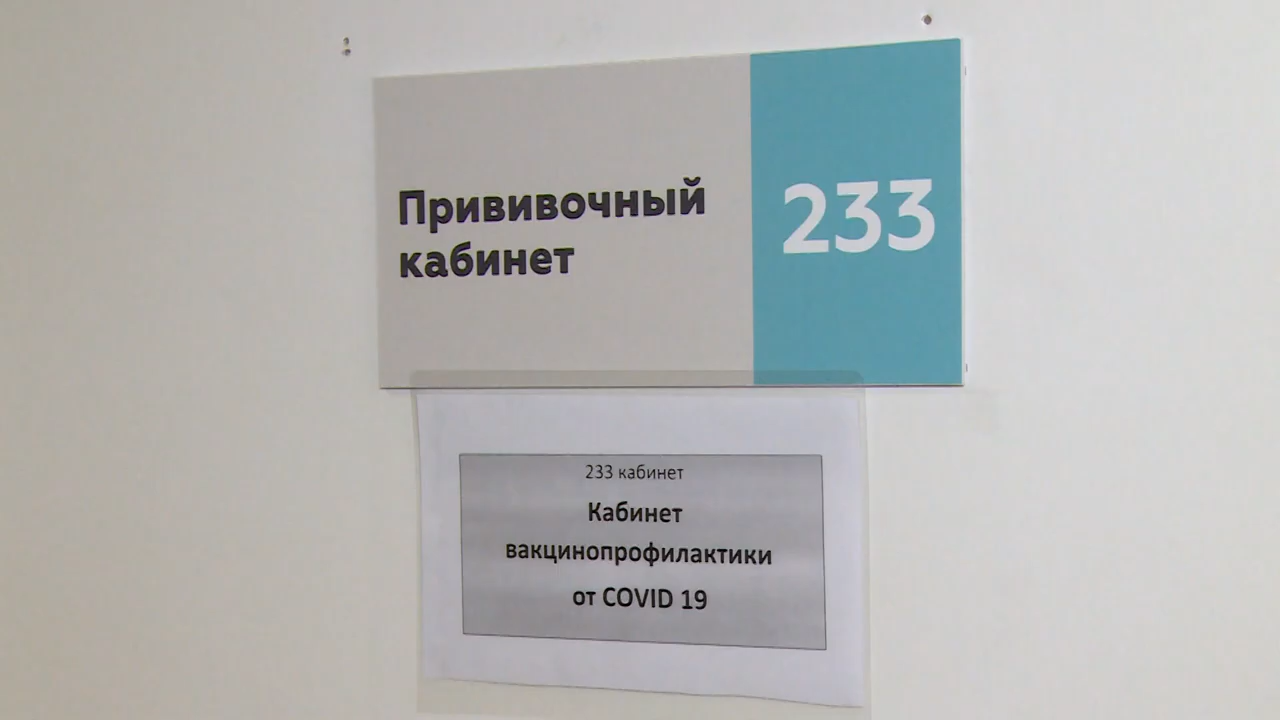 Прививочный
кабинет
233
233 кабинет
Кабинет
вакцинопрофилактики
от COVID 19